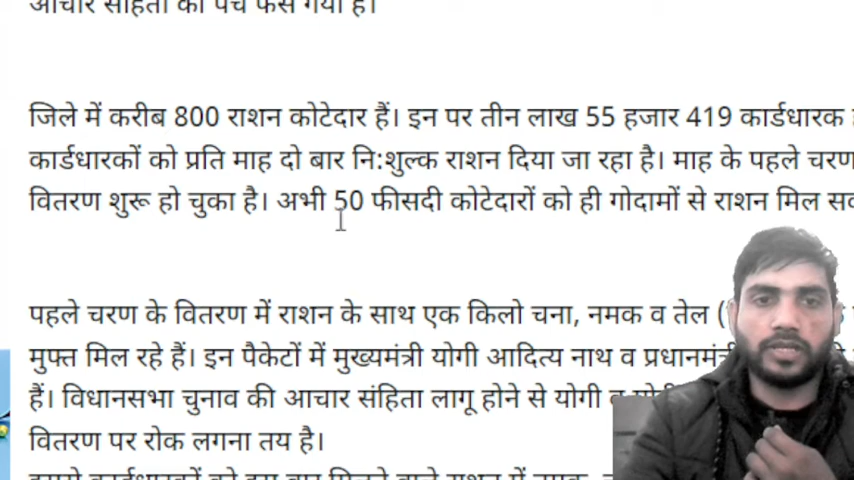 आचार संहिता का पेंच फंस गया है।
जिले में करीब 800 राशन कोटेदार हैं। इन पर तीन लाख 55 हजार 419 कार्डधारक
कार्डधारकों को प्रति माह दो बार नि:शुल्क राशन दिया जा रहा है। माह के पहले चरण
वितरण शुरू हो चुका है। अभी 50 फीसदी कोटेदारों को ही गोदामों से राशन मिल
पहले चरण के वितरण में राशन के साथ एक किलो चना, नमक व तेल (
मुफ्त मिल रहे हैं। इन पैकेटों में मुख्यमंत्री योगी आदित्य नाथ व
हैं। विधानसभा चुनाव की आचार संहिता लागू होने से योगी व
वितरण पर रोक लगना तय है।